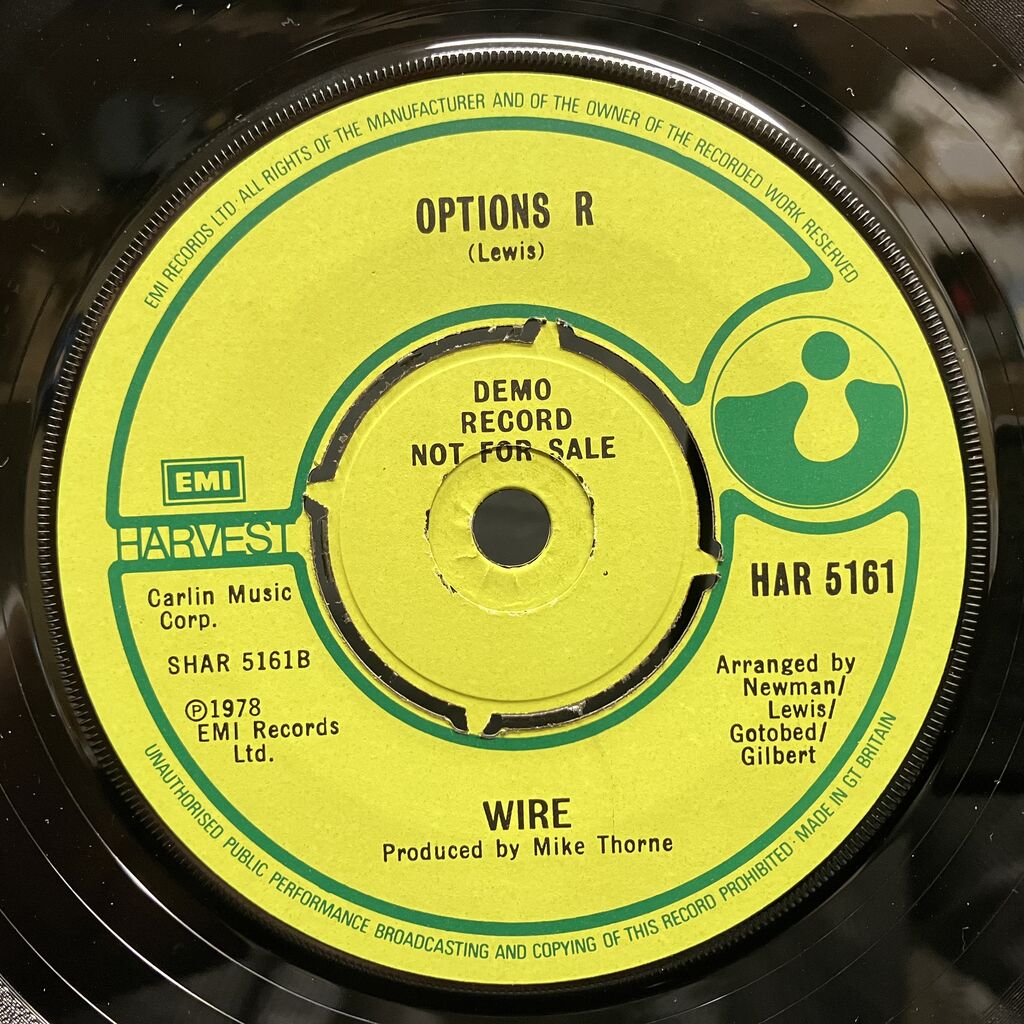 EMI RECORDS LTD· ALL RIGHTS OF THE MANUFACTURER AND OF THE OWNER OF THE RECORDED WORK RESERVED
OPTIONS R
(Lewis)
DEMO
RECORD
NOT FOR SALE
EMI
HARVEST
Carlin Music
Corp.
SHAR 5161B
℗1978
EMI Records
Ltd.
HAR 5161
Arranged by
Newman/
Lewis/
Gotobed/
Gilbert
WIRE
Produced by Mike Thorne
UNAUTHORISED PUBLIC PERFORMANCE BROADCASTING AND COPYING OF THIS RECORD PROHIBITED· MADE IN GT BRITAIN